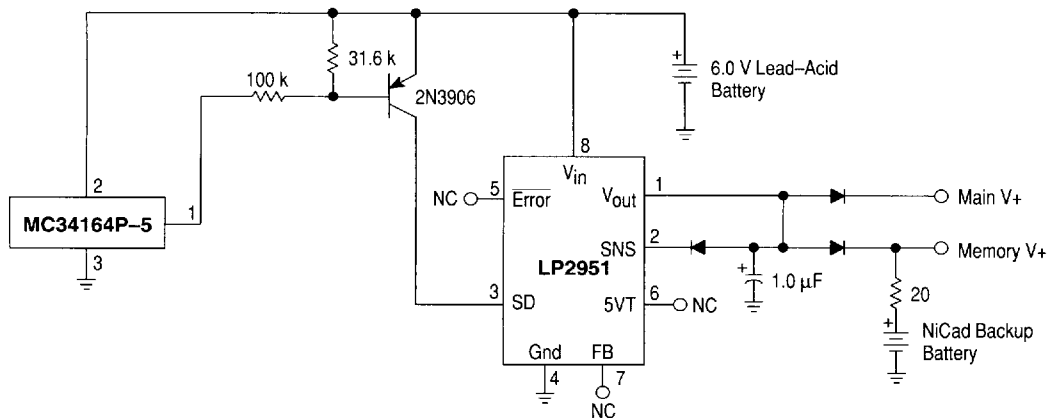 31.6 k
100 k
2N3906
6.0 V Lead–Acid
Battery
2
MC34164P–5
1
3
8
Vin
NC
5
Error
Vout
1
Main V+
SNS
2
Memory V+
LP2951
1.0 µF
3
SD
5VT
6
NC
20
NiCad Backup
Battery
Gnd
FB
4
7
NC